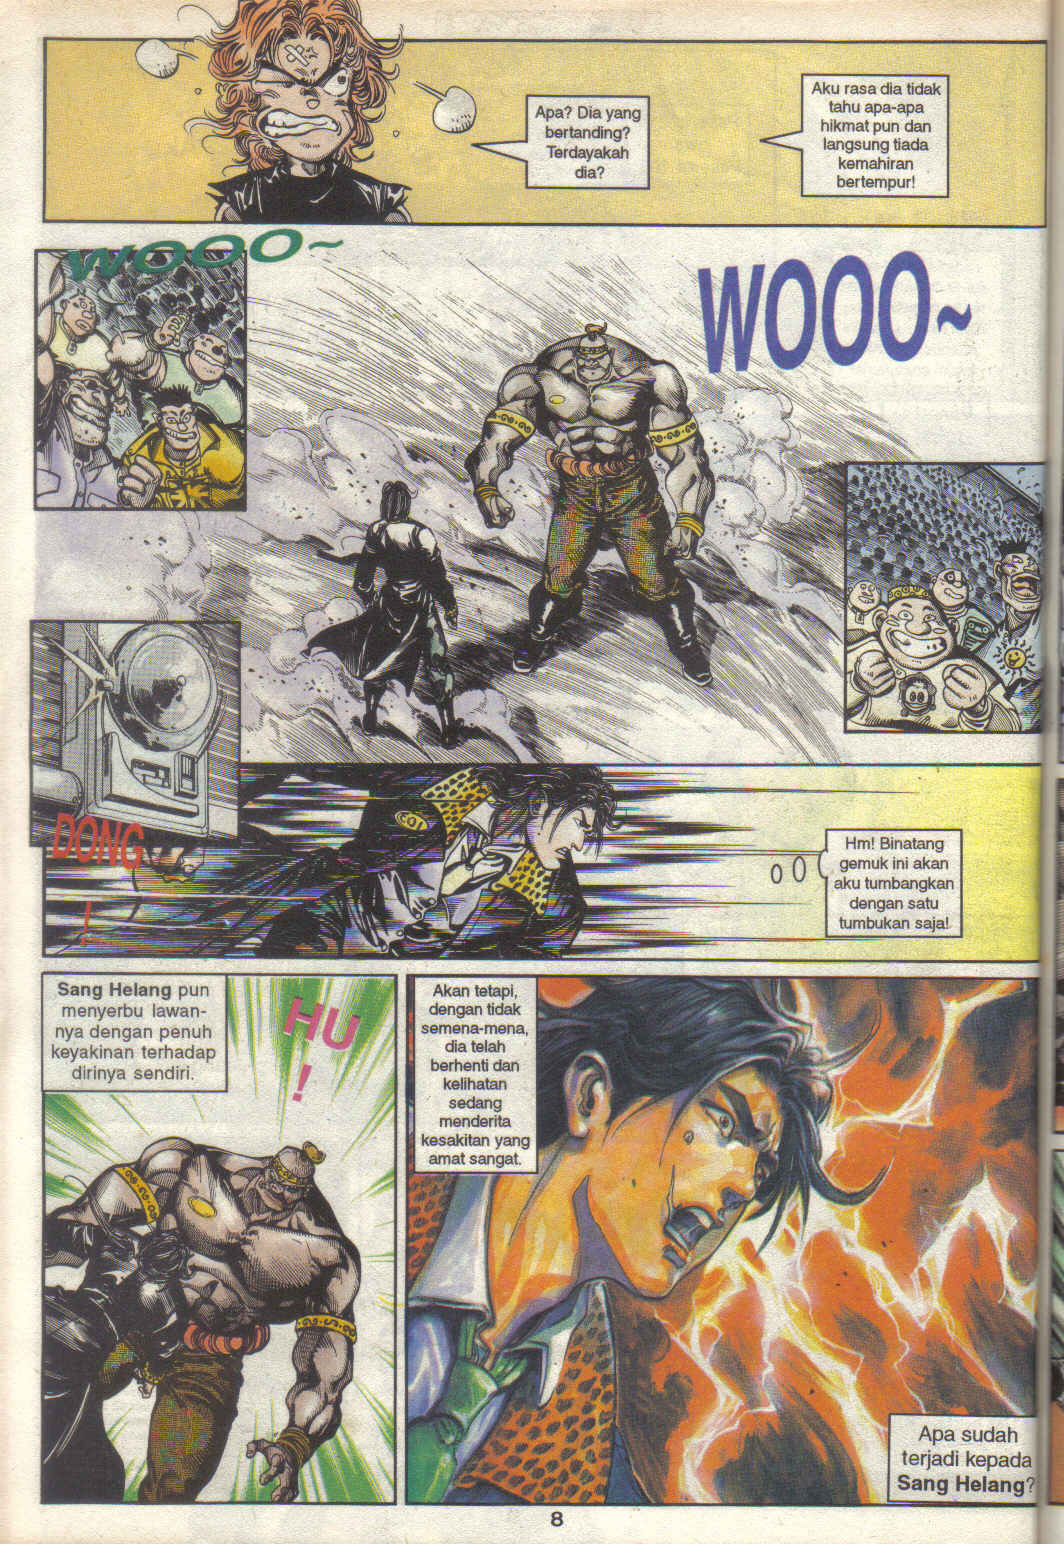 Apa? Dia yang
bertanding?
Terdayakah
dia?
Aku rasa dia tidak
tahu apa-apa
hikmat pun dan
langsung tiada
kemahiran
bertempur!
WOOO~
WOOO~
DONG
!
Hm! Binatang
gemuk ini akan
aku tumbangkan
dengan satu
tumbukan saja!
Sang Helang pun
menyerbu lawan-
nya dengan penuh
keyakinan terhadap
dirinya sendiri.
HU
!
Akan tetapi,
dengan tidak
semena-mena,
dia telah
berhenti dan
kelihatan
sedang
menderita
kesakitan yang
amat sangat.
Apa sudah
terjadi kepada
Sang Helang?
8